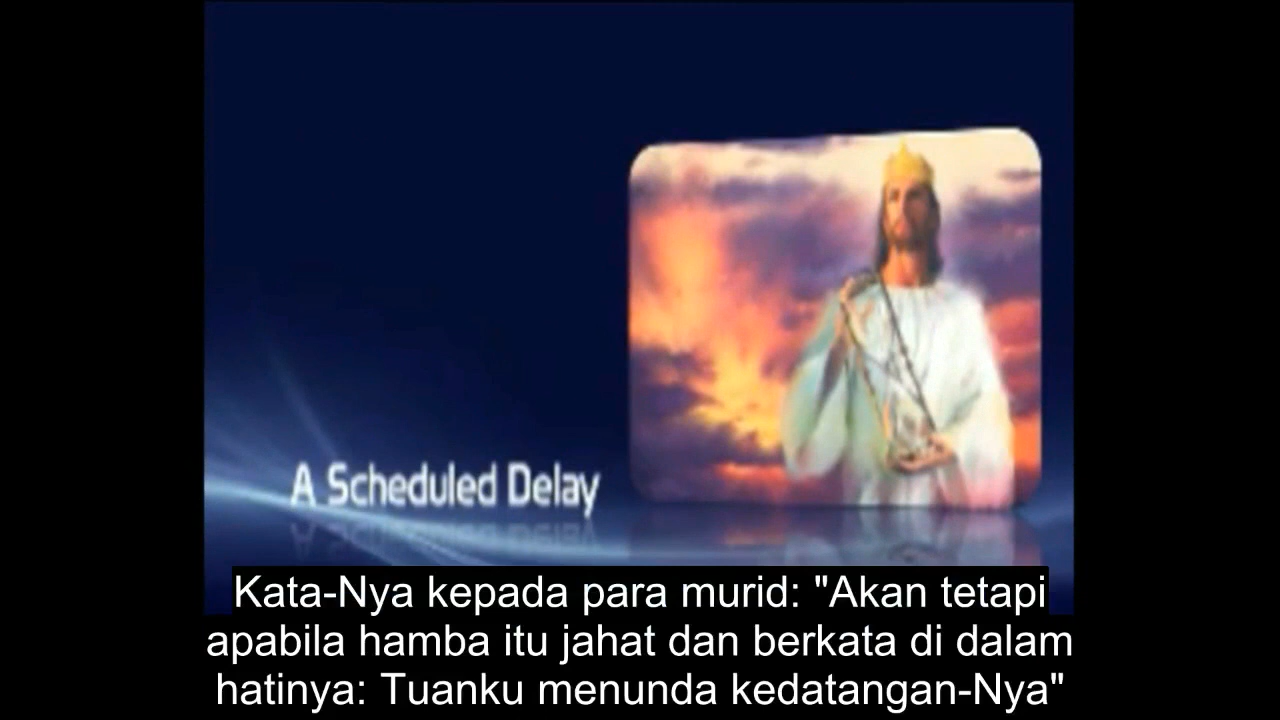 A Scheduled Delay
Kata-Nya kepada para murid: "Akan tetapi
apabila hamba itu jahat dan berkata di dalam
hatinya: Tuanku menunda kedatangan-Nya"